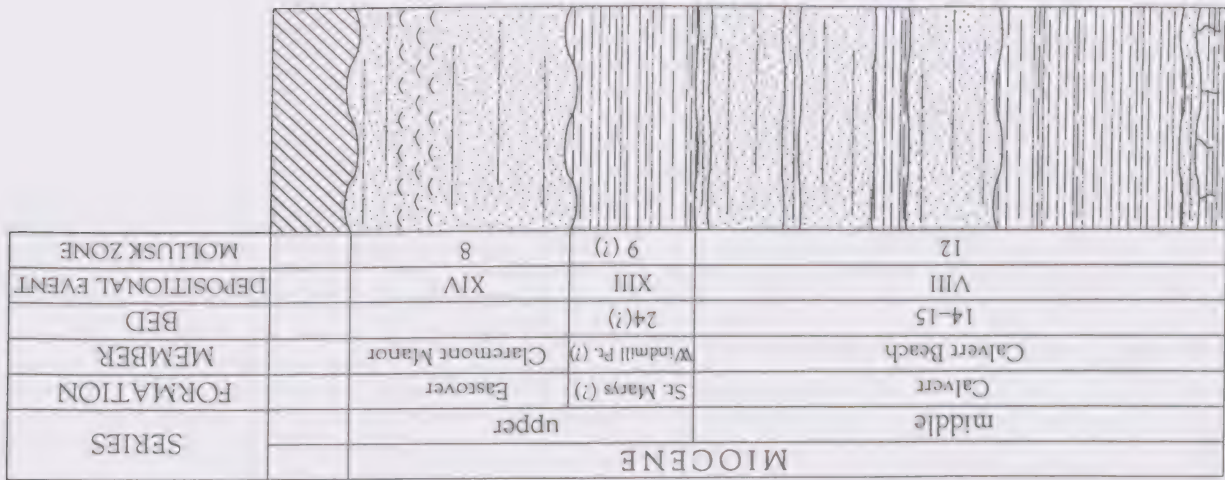 MIOCENE
SERIES
middle upper
Calvert St. Marys (?) Eastover FORMATION
Calvert Beach Windmill Pt. (?) Claremont Manor MEMBER
14–15 24(?) BED
VIII XIII XIV DEPOSITIONAL EVENT
12 9 (?) 8 MOLLUSK ZONE